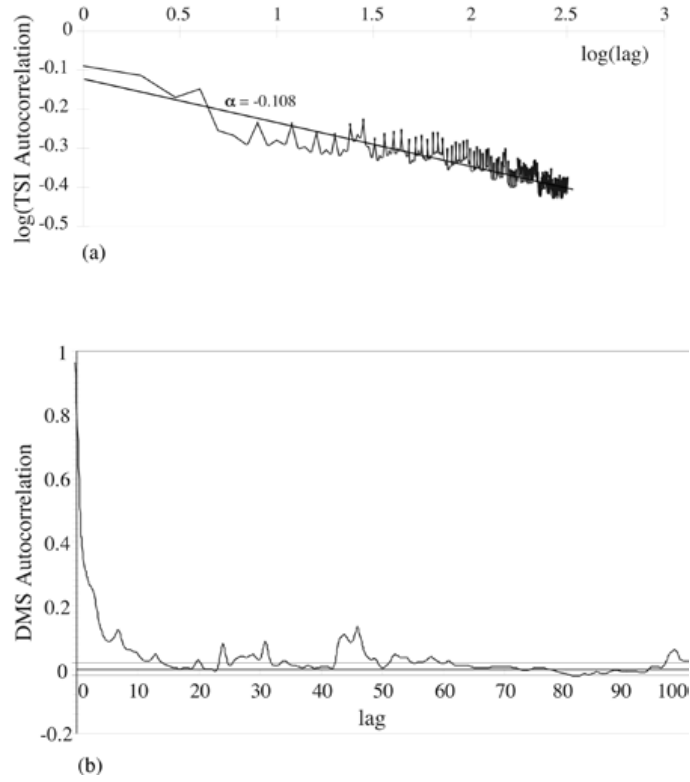 0 0.5 1 1.5 2 2.5 3
0
log(lag)
-0.1
α = -0.108
-0.2
-0.3
-0.4
-0.5
log(TSI Autocorrelation)
(a)
1
0.8
0.6
0.4
0.2
0
-0.2
DMS Autocorrelation
0 10 20 30 40 50 60 70 80 90 1000
lag
(b)